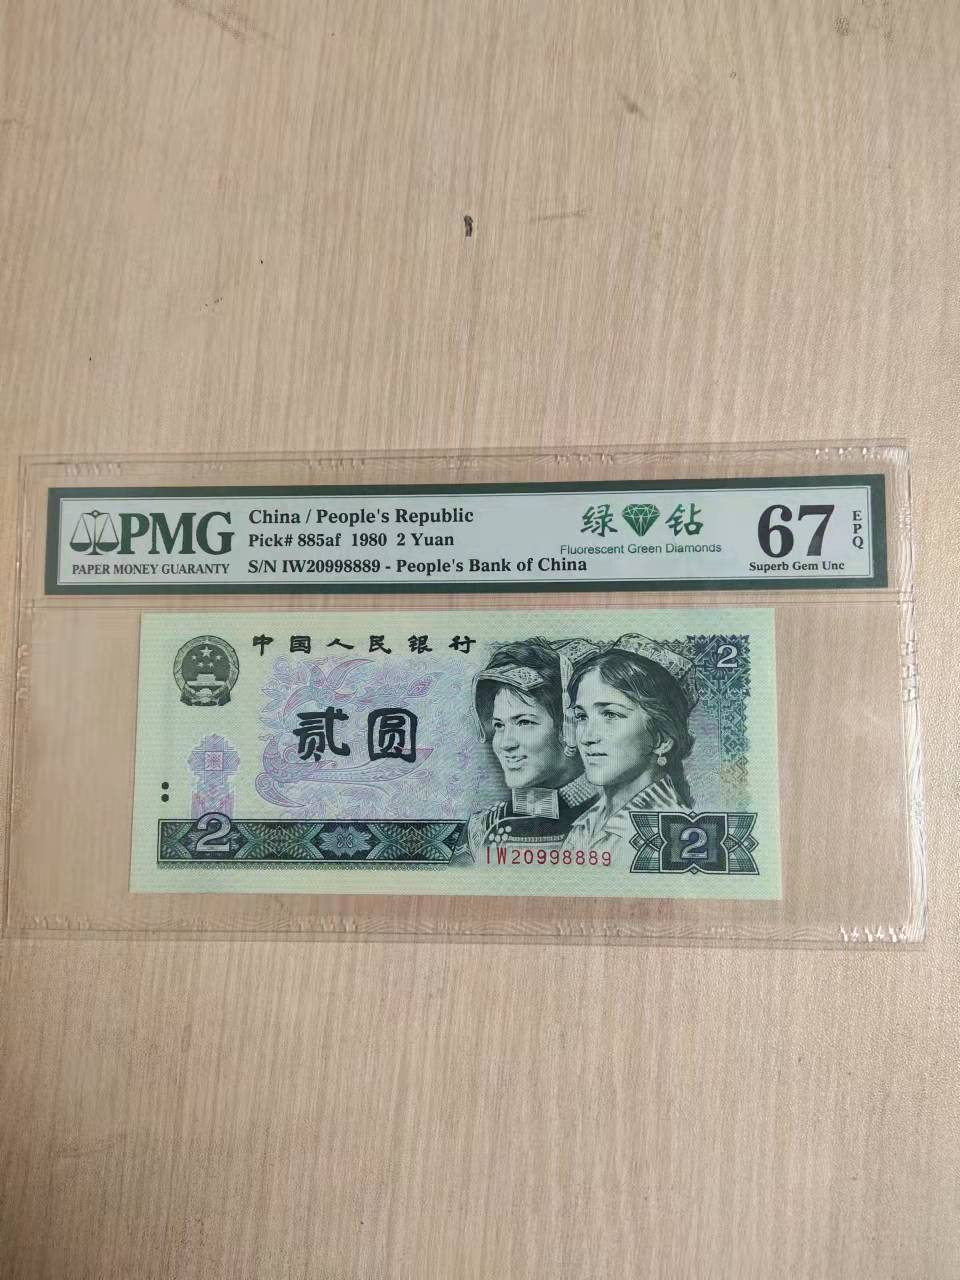 PMG
PAPER MONEY GUARANTY
China / People's Republic
Pick# 885af 1980 2 Yuan
S/N IW20998889 - People's Bank of China
绿 钻
Fluorescent Green Diamonds
67
EPQ
Superb Gem Unc
中国人民银行
2
贰圆
2
IW20998889
2